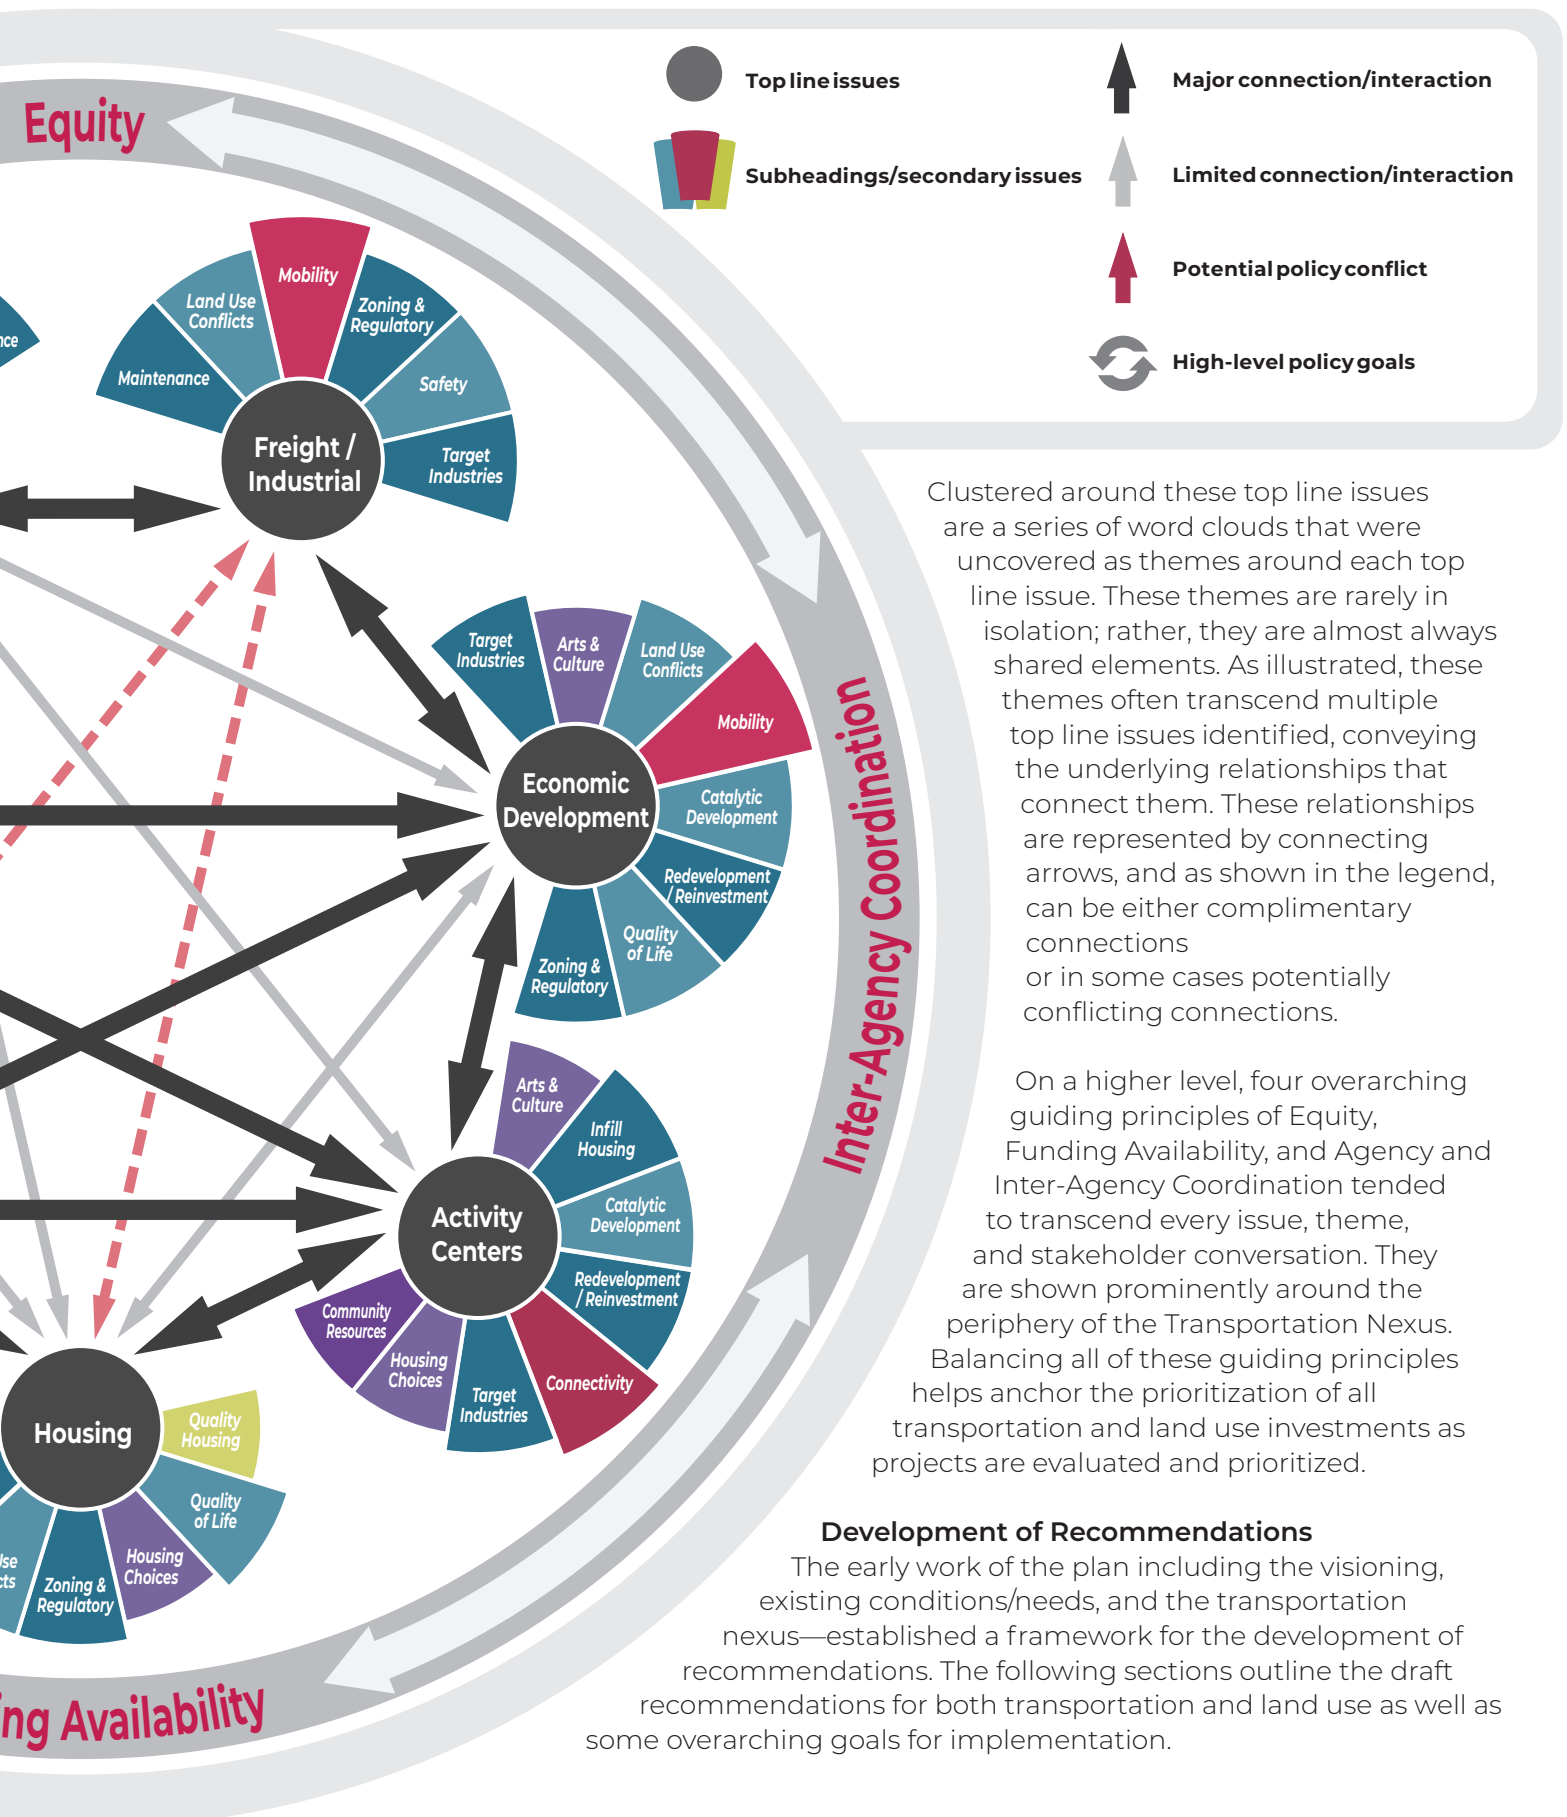 Equity
Top line issues
Subheadings/secondary issues
Major connection/interaction
Limited connection/interaction
Potential policy conflict
High-level policy goals
Maintenance
Land Use
Conflicts
Mobility
Zoning &
Regulatory
Safety
Target
Industries
Freight /
Industrial
Target
Industries
Arts &
Culture
Land Use
Conflicts
Mobility
Catalytic
Development
Redevelopment
/ Reinvestment
Quality
of Life
Zoning &
Regulatory
Economic
Development
Inter-Agency Coordination
Arts &
Culture
Infill
Housing
Catalytic
Development
Redevelopment
/ Reinvestment
Connectivity
Target
Industries
Housing
Choices
Community
Resources
Activity
Centers
Housing
Quality
Housing
Quality
of Life
Housing
Choices
Zoning &
Regulatory
ing Availability
Clustered around these top line issues
are a series of word clouds that were
uncovered as themes around each top
line issue. These themes are rarely in
isolation; rather, they are almost always
shared elements. As illustrated, these
themes often transcend multiple
top line issues identified, conveying
the underlying relationships that
connect them. These relationships
are represented by connecting
arrows, and as shown in the legend,
can be either complimentary
connections
or in some cases potentially
conflicting connections.
On a higher level, four overarching
guiding principles of Equity,
Funding Availability, and Agency and
Inter-Agency Coordination tended
to transcend every issue, theme,
and stakeholder conversation. They
are shown prominently around the
periphery of the Transportation Nexus.
Balancing all of these guiding principles
helps anchor the prioritization of all
transportation and land use investments as
projects are evaluated and prioritized.
Development of Recommendations
The early work of the plan including the visioning,
existing conditions/needs, and the transportation
nexus—established a framework for the development of
recommendations. The following sections outline the draft
recommendations for both transportation and land use as well as
some overarching goals for implementation.